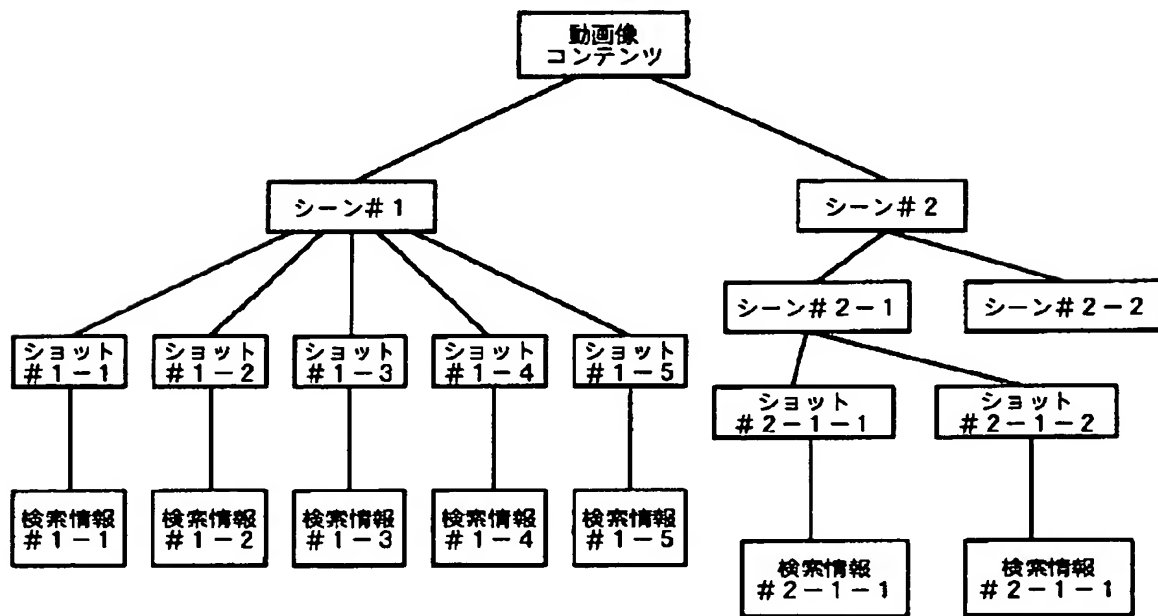 動画像
コンテンツ
シーン#1
シーン#2
シーン#2-1
シーン#2-2
ショット
#1-1
ショット
#1-2
ショット
#1-3
ショット
#1-4
ショット
#1-5
ショット
#2-1-1
ショット
#2-1-2
検索情報
#1-1
検索情報
#1-2
検索情報
#1-3
検索情報
#1-4
検索情報
#1-5
検索情報
#2-1-1
検索情報
#2-1-1